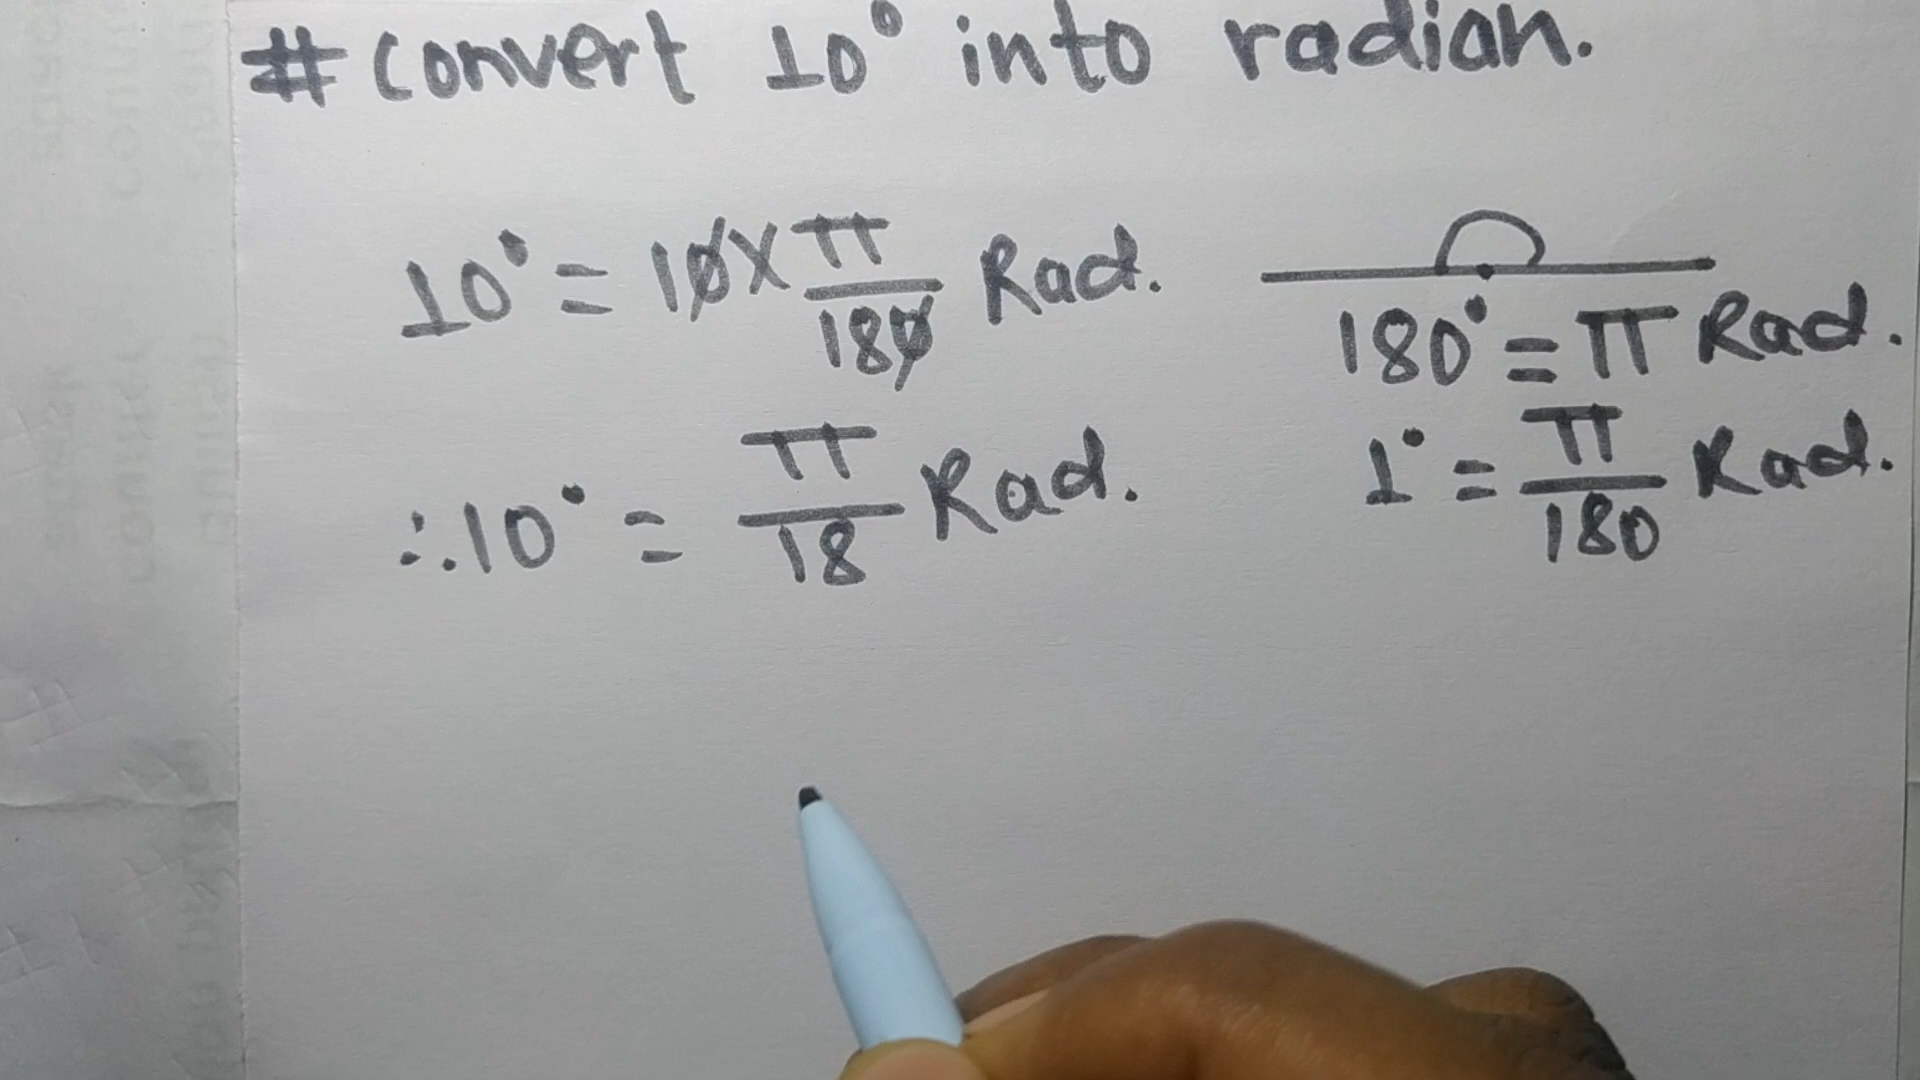 # Convert 10° into radian.
10° = 10 × π/180 Rad.
∴ 10° = π/18 Rad.
180° = π Rad.
1° = π/180 Rad.